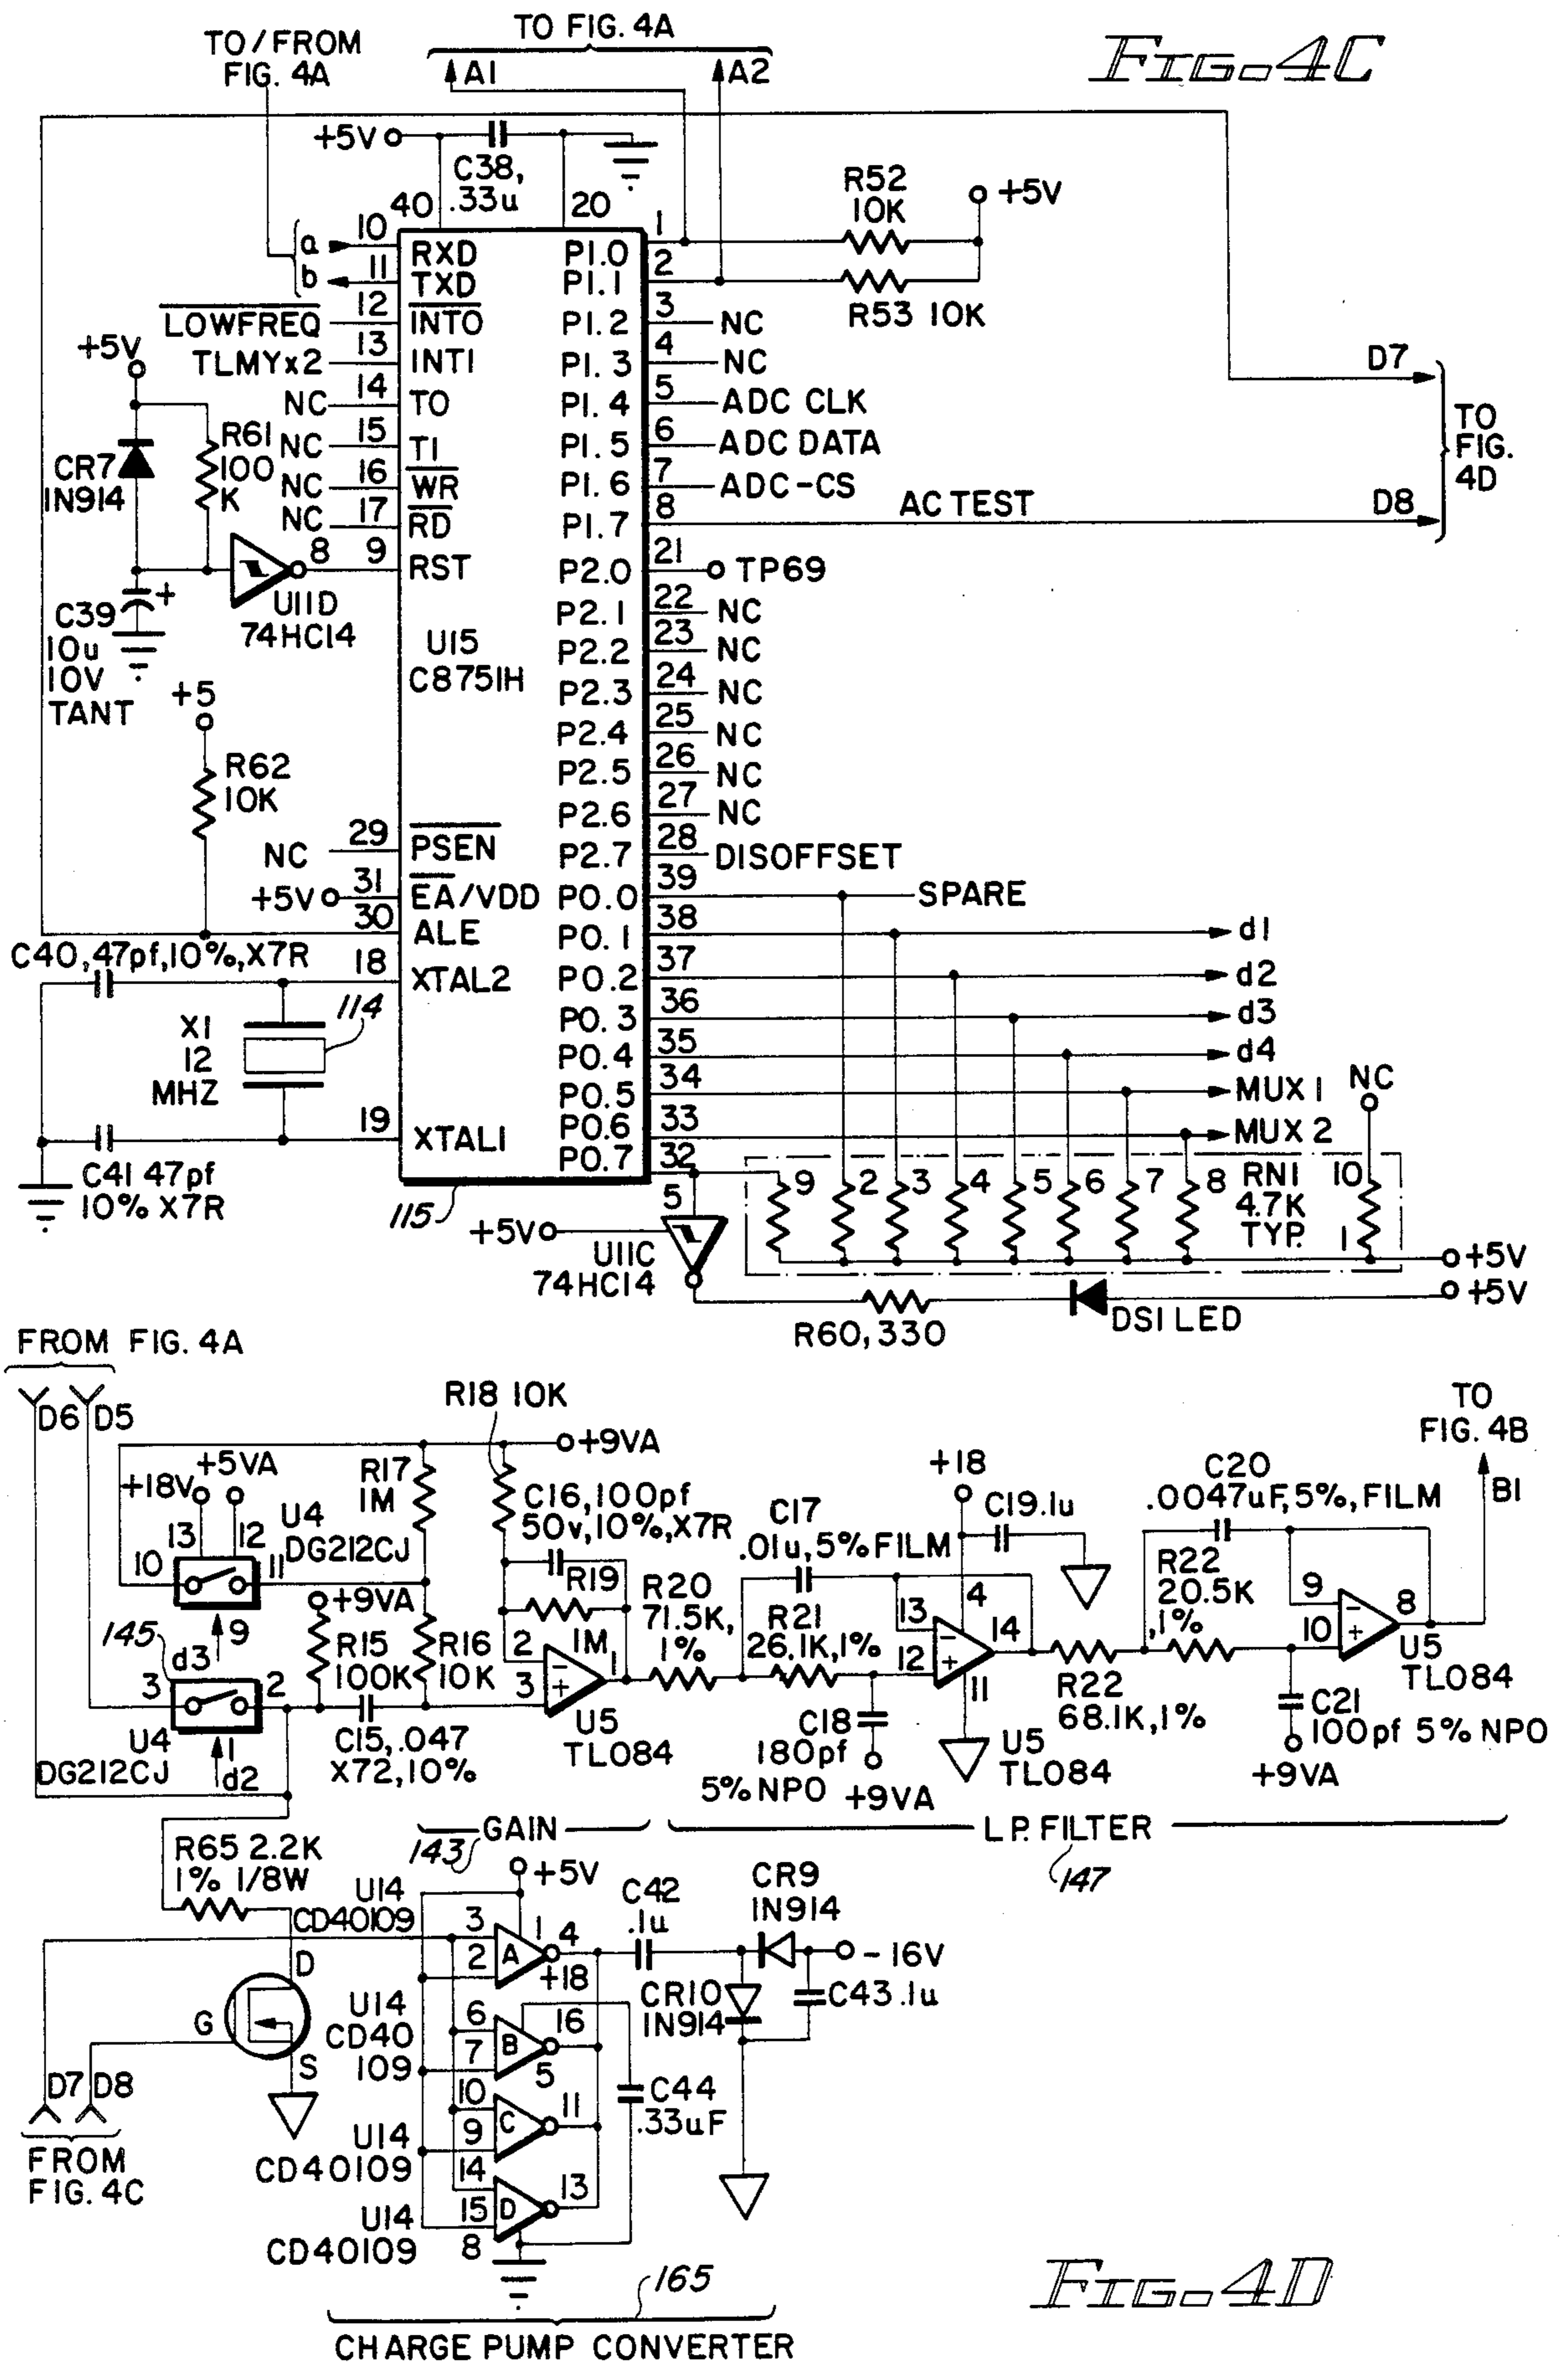 TO FIG. 4A
TO/FROM
FIG. 4A
A1
A2
FIG. 4C
+5V
C38,
.33u
40
20
R52
10K
+5V
a
10
RXD
P1.0
1
b
11
TXD
P1.1
2
R53 10K
LOWFREQ
12
INTO
P1.2
3
NC
TLMYx2
13
INT1
P1.3
4
NC
+5V
NC
14
TO
P1.4
5
ADC CLK
R61
100
K
NC
15
T1
P1.5
6
ADC DATA
CR7
IN914
NC
16
WR
P1.6
7
ADC-CS
NC
17
RD
P1.7
8
AC TEST
D7
D8
TO
FIG.
4D
8
9
RST
P2.0
21
TP69
U11D
74HC14
C39
10u
10V
TANT
+
U15
C8751H
P2.1
22
NC
P2.2
23
NC
P2.3
24
NC
P2.4
25
NC
P2.5
26
NC
P2.6
27
NC
+5
R62
10K
NC
29
PSEN
P2.7
28
DISOFFSET
+5V
31
EA/VDD
P0.0
39
SPARE
30
ALE
P0.1
38
d1
C40,47pf,10%,X7R
18
XTAL2
P0.2
37
d2
X1
12
MHZ
114
P0.3
36
d3
P0.4
35
d4
P0.5
34
MUX 1
NC
19
XTAL1
P0.6
33
MUX 2
P0.7
32
C41 47pf
10% X7R
115
5
+5V
U11C
74HC14
9
2
3
4
5
6
7
8
RN1
4.7K
TYP.
10
1
+5V
+5V
R60,330
DS1 LED
FROM FIG. 4A
D6
D5
R18 10K
+9VA
TO
FIG. 4B
B1
+5VA
+18V
13
12
U4
DG212CJ
10
11
R17
1M
C16,100pf
50v,10%,X7R
R19
1M
C17
.01u,5% FILM
+18
C19.1u
C20
.0047uF,5%,FILM
145
d3
9
+9VA
R15
100K
R16
10K
2
3
1
-
+
U5
TL084
R20
71.5K,
1%
R21
26.1K,1%
13
12
4
14
11
-
+
U5
TL084
R22
20.5K
,1%
9
10
8
-
+
U5
TL084
3
2
U4
DG212CJ
1
d2
C15,.047
X72,10%
C18
180pf
5% NPO
+9VA
R22
68.1K,1%
C21
100pf 5% NPO
+9VA
GAIN
143
L.P. FILTER
147
R65 2.2K
1% 1/8W
+5V
U14
CD40109
3
2
A
1
4
+18
C42
.1u
CR9
IN914
-16V
C43.1u
CR10
IN914
D
G
S
U14
CD40
109
6
7
B
16
5
C44
.33uF
D7
D8
FROM
FIG. 4C
U14
CD40109
10
9
C
11
U14
CD40109
14
15
D
13
8
165
CHARGE PUMP CONVERTER
FIG. 4D